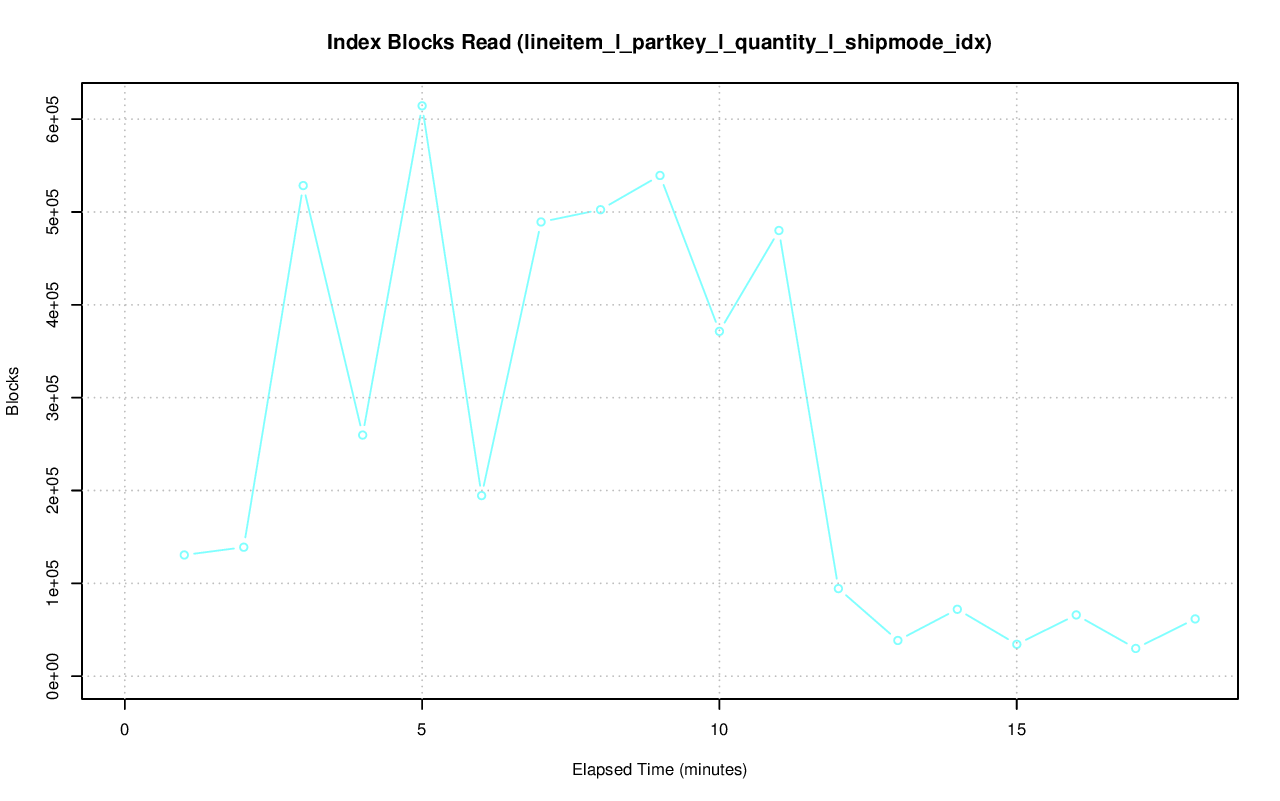 Index Blocks Read (lineitem_l_partkey_l_quantity_l_shipmode_idx)
6e+05
5e+05
4e+05
3e+05
2e+05
1e+05
0e+00
Blocks
0 5 10 15
Elapsed Time (minutes)